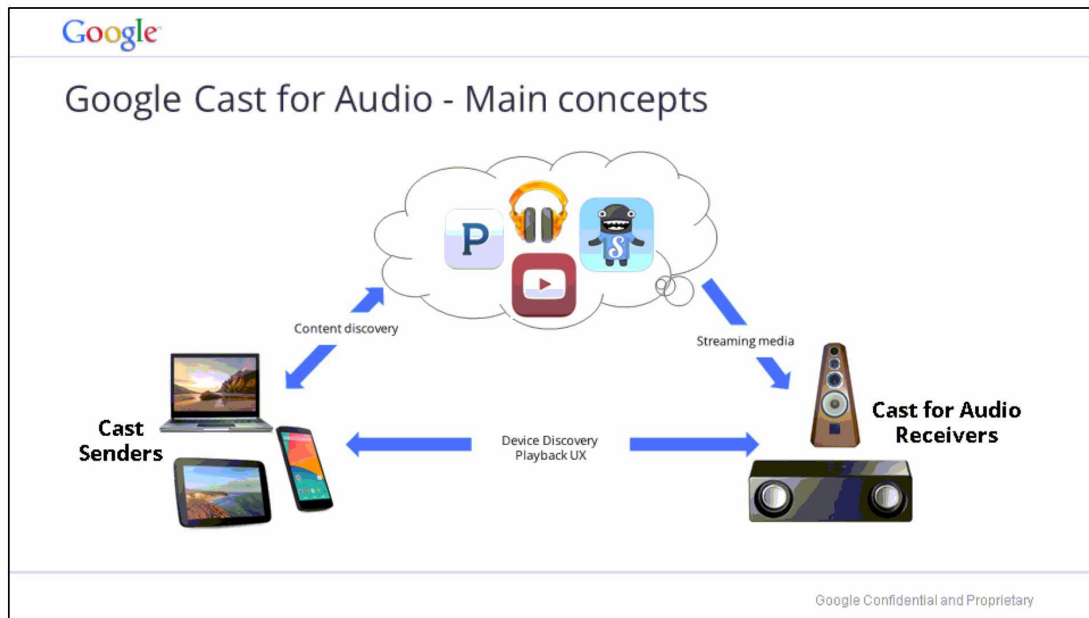 Google
Google Cast for Audio - Main concepts
P
S
Content discovery
Streaming media
Cast
Senders
Device Discovery
Playback UX
Cast for Audio
Receivers
Google Confidential and Proprietary